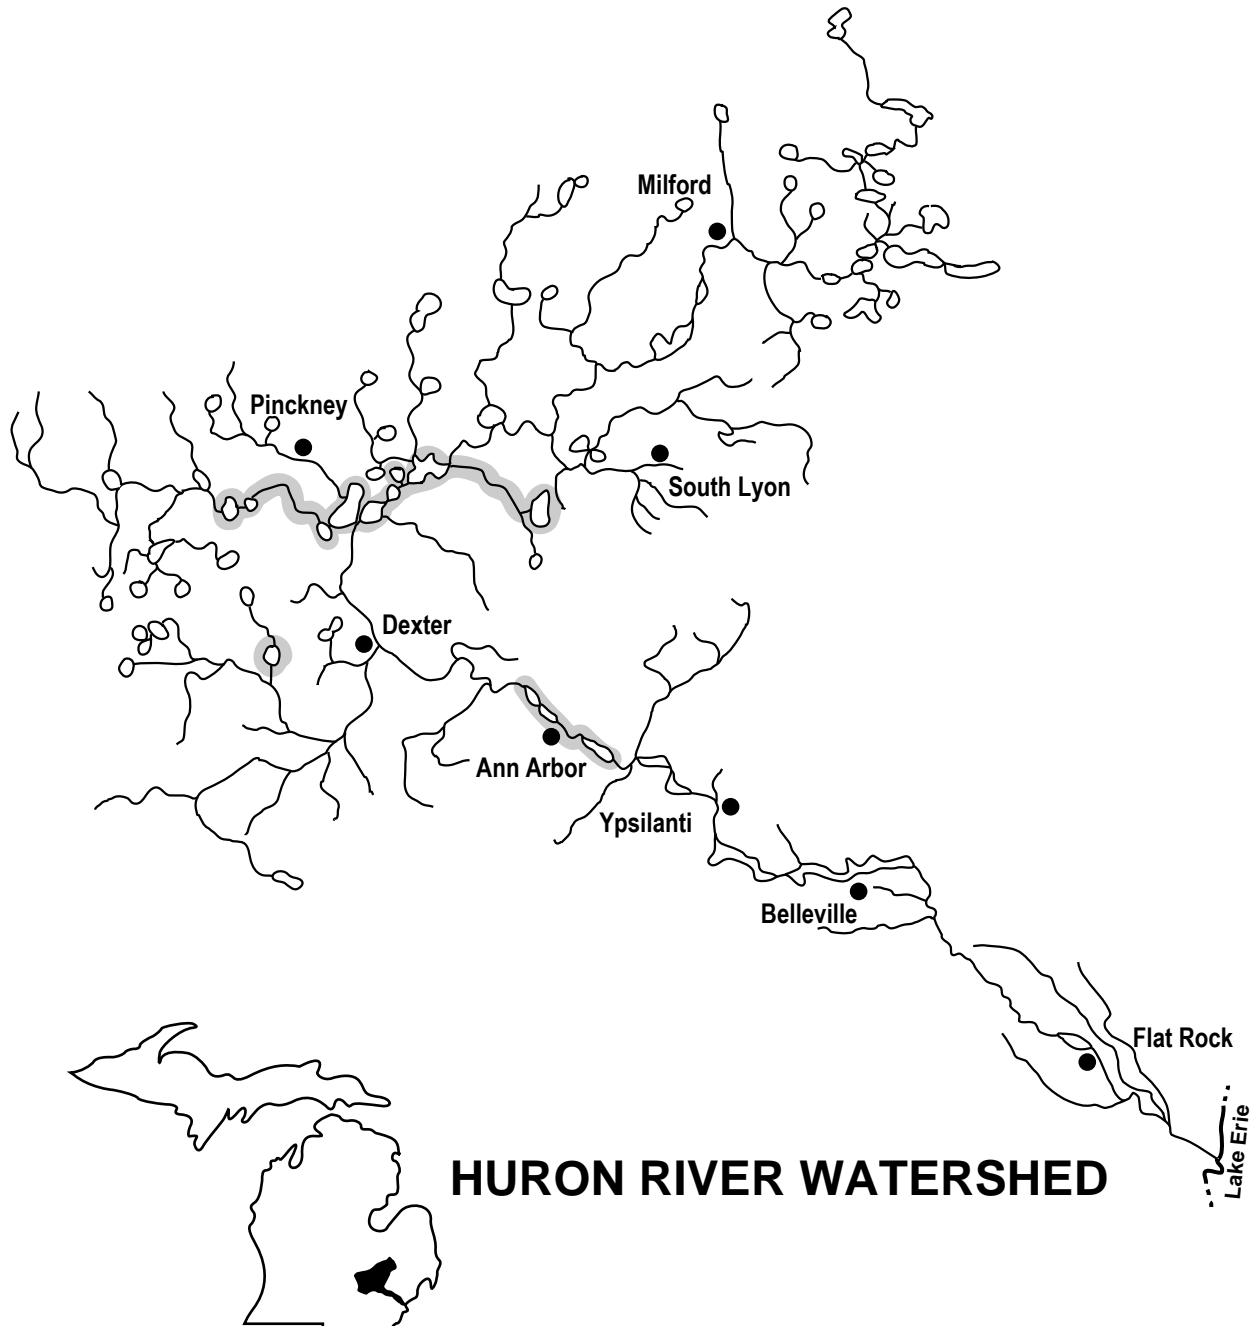 Milford
Pinckney
South Lyon
Dexter
Ann Arbor
Ypsilanti
Belleville
Flat Rock
Lake Erie
HURON RIVER WATERSHED